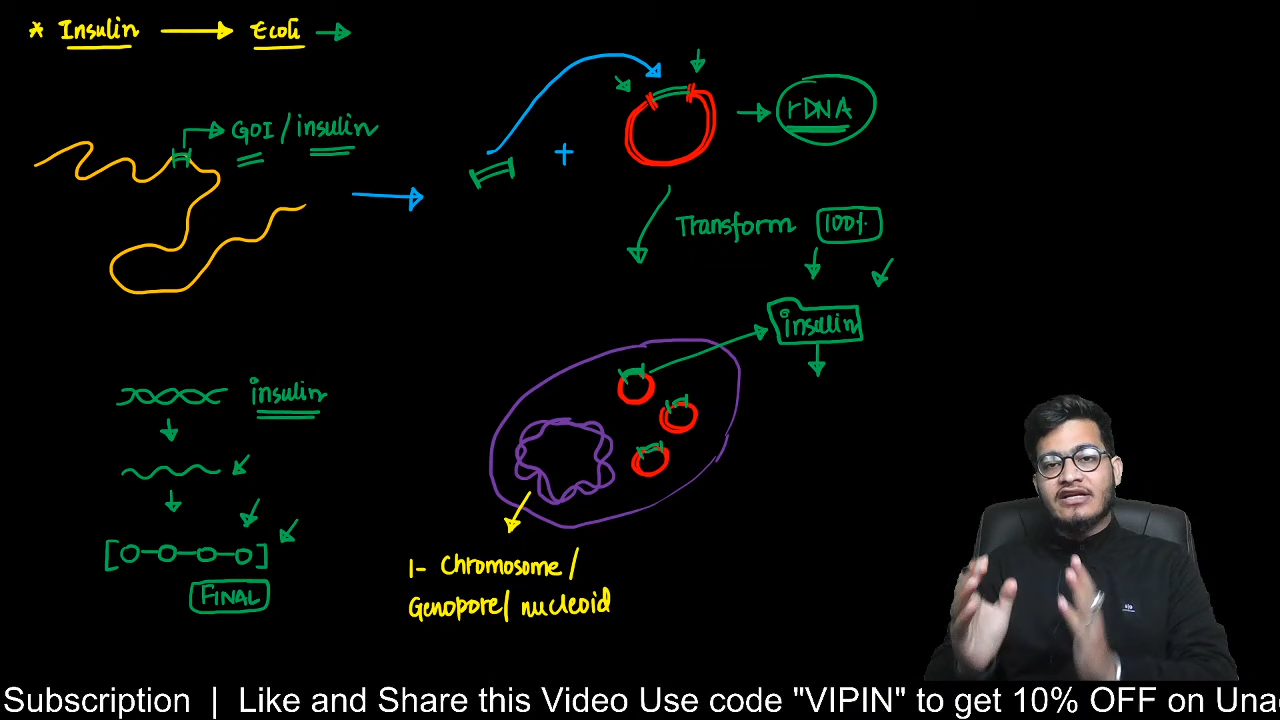 * Insulin → Ecoli →
GOI / insulin
+
rDNA
Transform 100%
insulin
insulin
[O-O-O-O]
FINAL
1- Chromosome /
Genopore/ nucleoid
Subscription | Like and Share this Video Use code "VIPIN" to get 10% OFF on Una